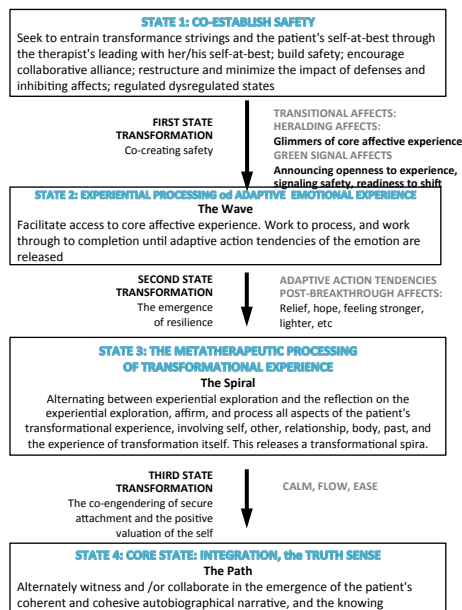 STATE 1: CO-ESTABLISH SAFETY
Seek to entrain transformance strivings and the patient's self-at-best through
the therapist's leading with her/his self-at-best; build safety; encourage
collaborative alliance; restructure and minimize the impact of defenses and
inhibiting affects; regulated dysregulated states
FIRST STATE
TRANSFORMATION
Co-creating safety
TRANSITIONAL AFFECTS:
HERALDING AFFECTS:
Glimmers of core affective experience
GREEN SIGNAL AFFECTS
Announcing openness to experience,
signaling safety, readiness to shift
STATE 2: EXPERIENTIAL PROCESSING od ADAPTIVE EMOTIONAL EXPERIENCE
The Wave
Facilitate access to core affective experience. Work to process, and work
through to completion until adaptive action tendencies of the emotion are
released
SECOND STATE
TRANSFORMATION
The emergence
of resilience
ADAPTIVE ACTION TENDENCIES
POST-BREAKTHROUGH AFFECTS:
Relief, hope, feeling stronger,
lighter, etc
STATE 3: THE METATHERAPEUTIC PROCESSING
OF TRANSFORMATIONAL EXPERIENCE
The Spiral
Alternating between experiential exploration and the reflection on the
experiential exploration, affirm, and process all aspects of the patient's
transformational experience, involving self, other, relationship, body, past, and
the experience of transformation itself. This releases a transformational spira.
THIRD STATE
TRANSFORMATION
The co-engendering of secure
attachment and the positive
valuation of the self
CALM, FLOW, EASE
STATE 4: CORE STATE: INTEGRATION, the TRUTH SENSE
The Path
Alternately witness and /or collaborate in the emergence of the patient's
coherent and cohesive autobiographical narrative, and the knowing